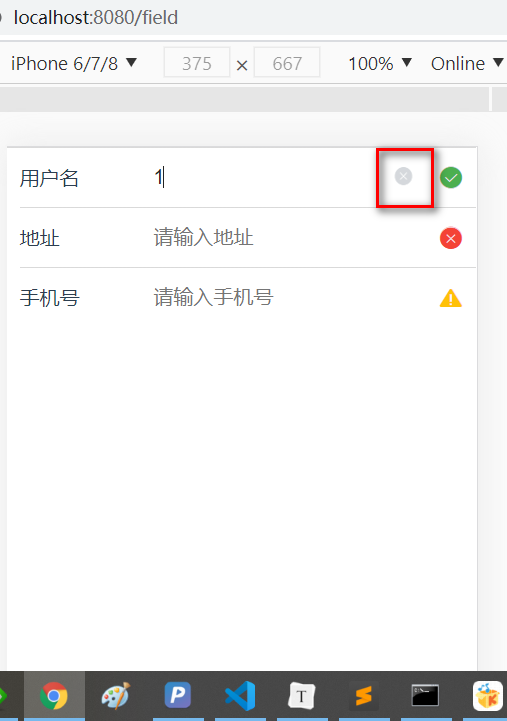 localhost:8080/field
iPhone 6/7/8 ▼ 375 × 667 100% ▼ Online ▼
用户名 1
地址 请输入地址
手机号 请输入手机号